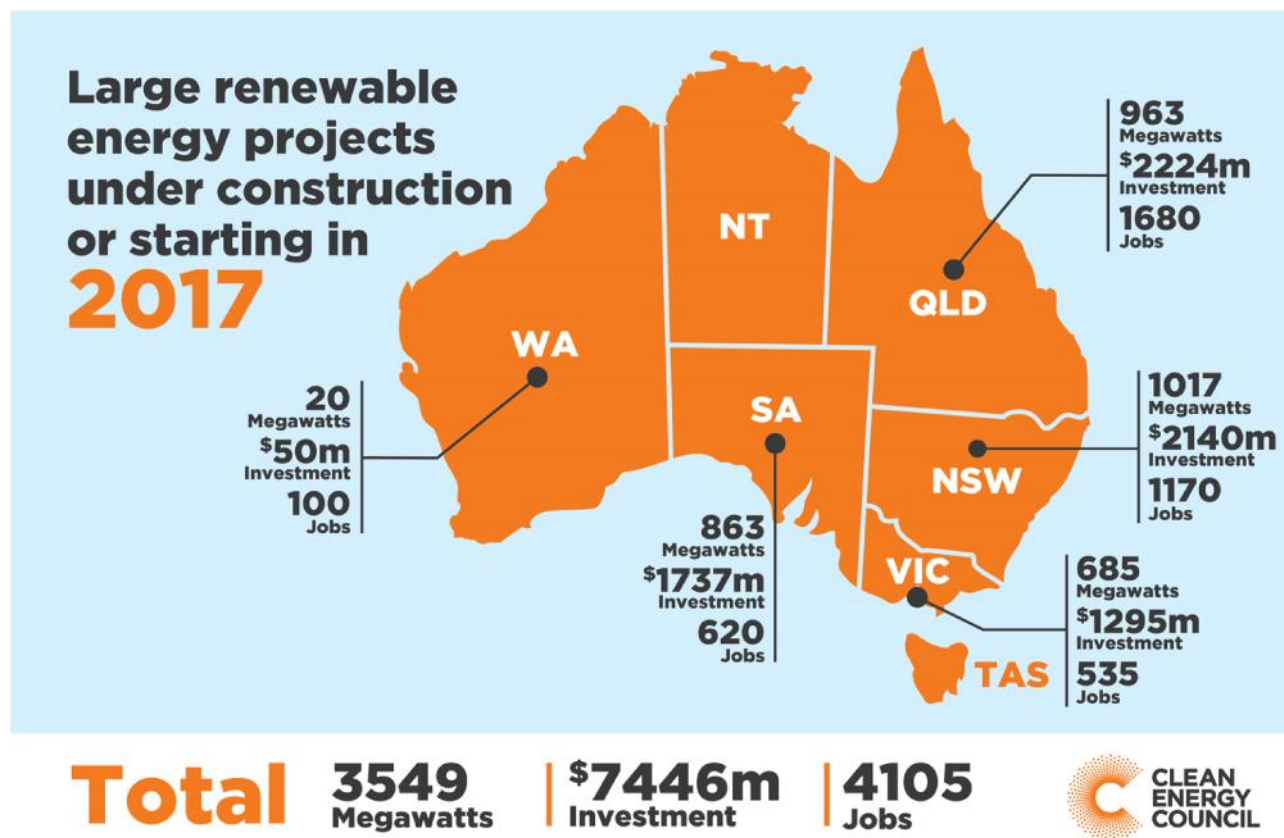 Large renewable
energy projects
under construction
or starting in
2017
NT
QLD
WA
SA
NSW
VIC
TAS
963
Megawatts
$2224m
Investment
1680
Jobs
20
Megawatts
$50m
Investment
100
Jobs
1017
Megawatts
$2140m
Investment
1170
Jobs
863
Megawatts
$1737m
Investment
620
Jobs
685
Megawatts
$1295m
Investment
535
Jobs
Total
3549
Megawatts
$7446m
Investment
4105
Jobs
CLEAN
ENERGY
COUNCIL